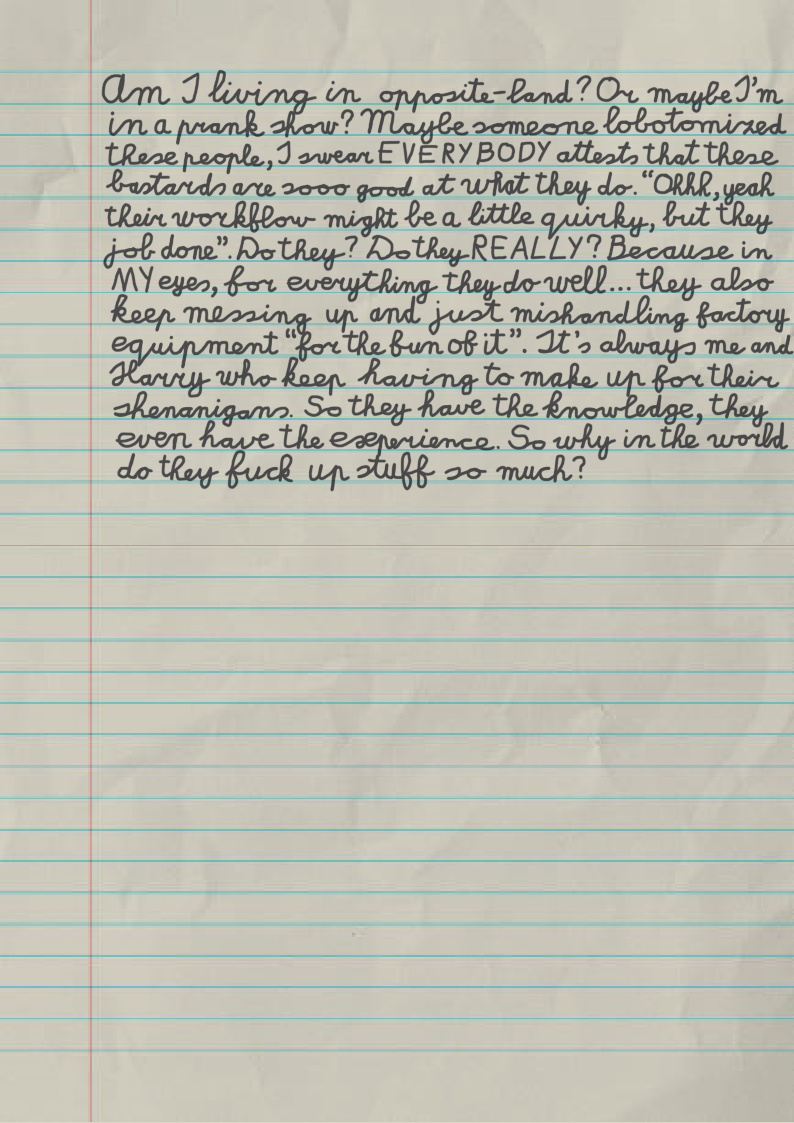 Am I living in opposite-land? Or maybe I'm
in a prank show? Maybe someone lobotomized
these people, I swear EVERYBODY attests that these
bastards are sooo good at what they do. "Ohhh, yeah
their workflow might be a little quirky, but they
job done". Do they? Do they REALLY? Because in
MY eyes, for everything they do well... they also
keep messing up and just mishandling factory
equipment "for the fun of it". It's always me and
Harry who keep having to make up for their
shenanigans. So they have the knowledge, they
even have the experience. So why in the world
do they fuck up stuff so much?